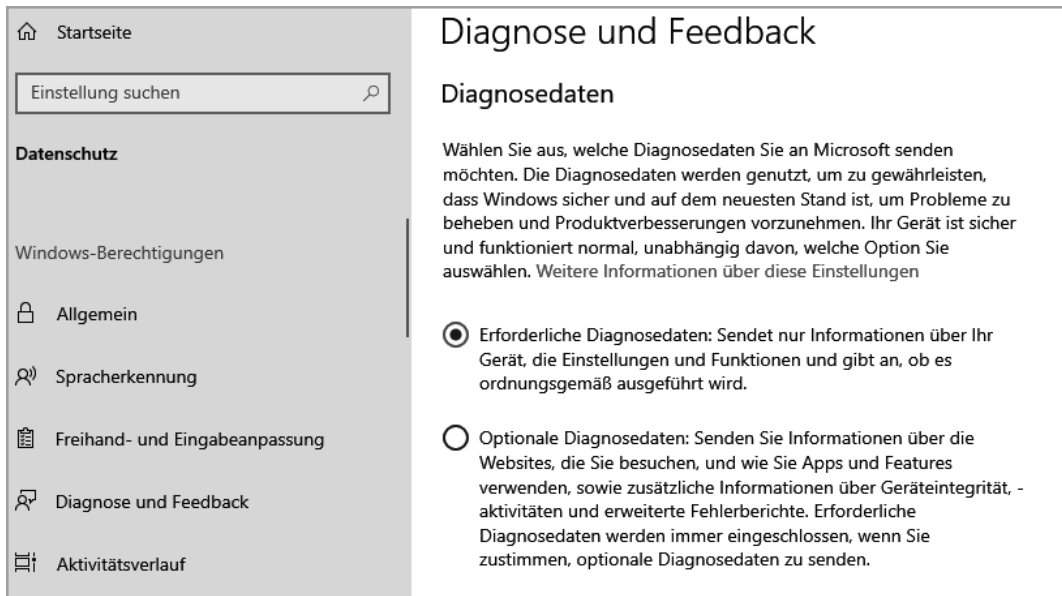 Startseite
Einstellung suchen
Datenschutz
Windows-Berechtigungen
Allgemein
Spracherkennung
Freihand- und Eingabeanpassung
Diagnose und Feedback
Aktivitätsverlauf
Diagnose und Feedback
Diagnosedaten
Wählen Sie aus, welche Diagnosedaten Sie an Microsoft senden
möchten. Die Diagnosedaten werden genutzt, um zu gewährleisten,
dass Windows sicher und auf dem neuesten Stand ist, um Probleme zu
beheben und Produktverbesserungen vorzunehmen. Ihr Gerät ist sicher
und funktioniert normal, unabhängig davon, welche Option Sie
auswählen. Weitere Informationen über diese Einstellungen
Erforderliche Diagnosedaten: Sendet nur Informationen über Ihr
Gerät, die Einstellungen und Funktionen und gibt an, ob es
ordnungsgemäß ausgeführt wird.
Optionale Diagnosedaten: Senden Sie Informationen über die
Websites, die Sie besuchen, und wie Sie Apps und Features
verwenden, sowie zusätzliche Informationen über Geräteintegrität, -
aktivitäten und erweiterte Fehlerberichte. Erforderliche
Diagnosedaten werden immer eingeschlossen, wenn Sie
zustimmen, optionale Diagnosedaten zu senden.